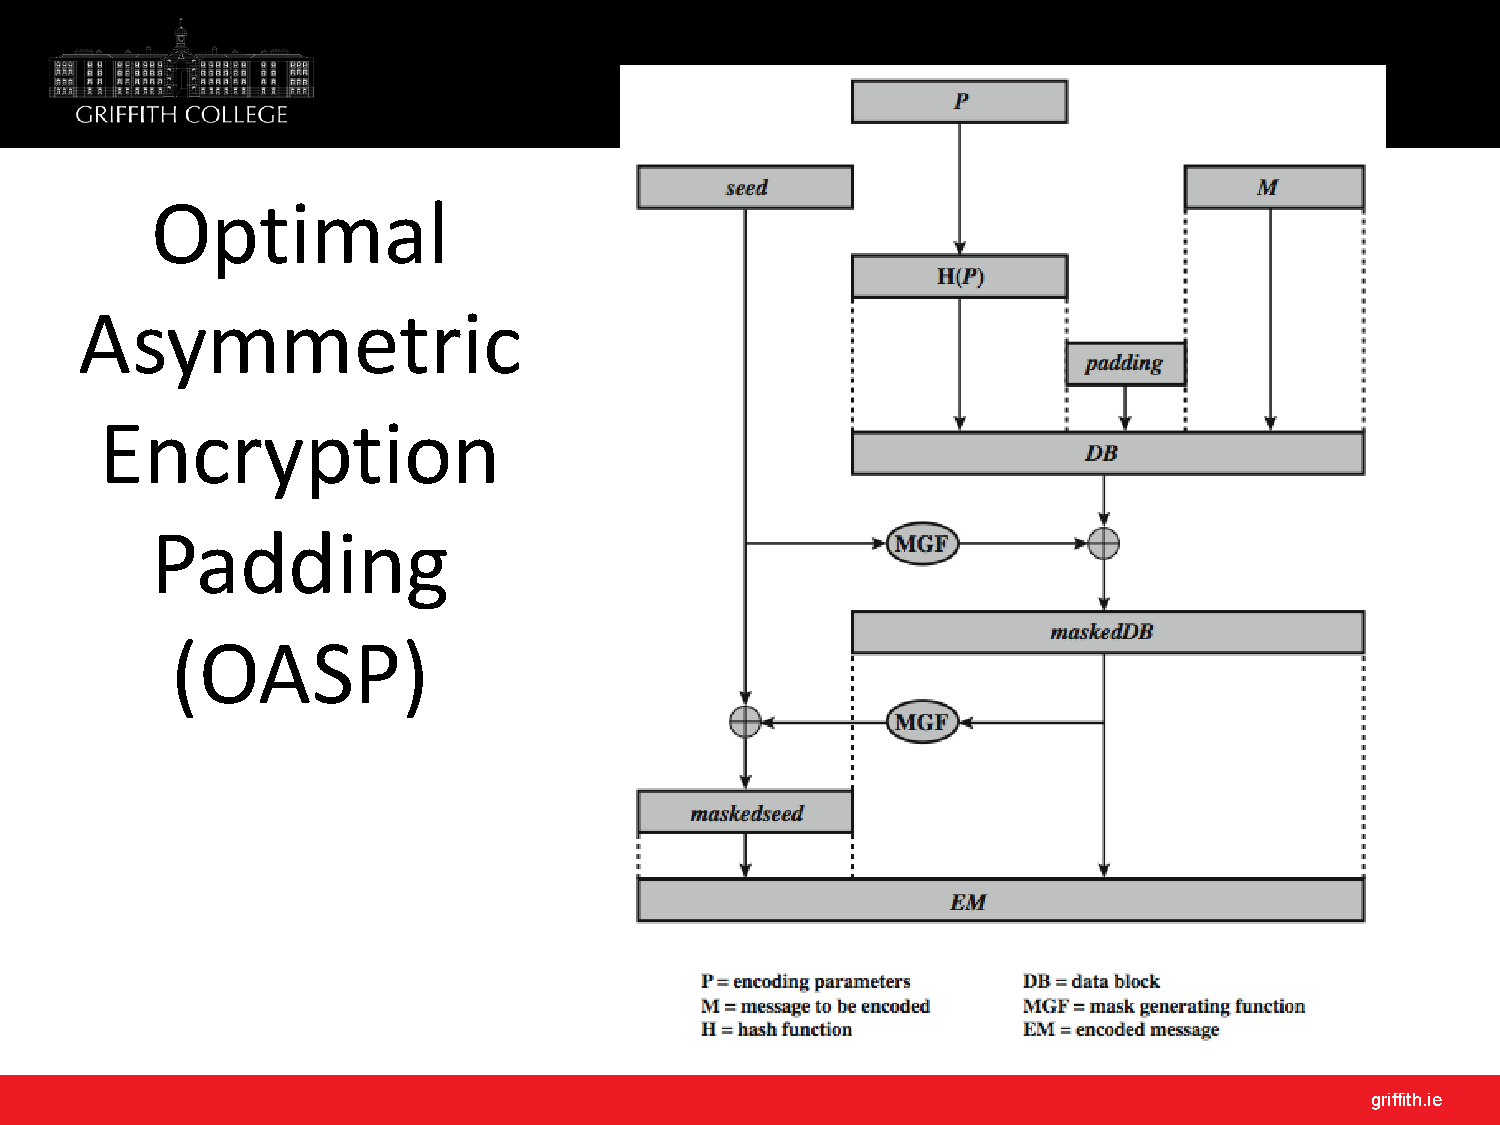 GRIFFITH COLLEGE
Optimal
Asymmetric
Encryption
Padding
(OASP)
P
seed
M
H(P)
padding
DB
MGF
maskedDB
MGF
maskedseed
EM
P = encoding parameters
M = message to be encoded
H = hash function
DB = data block
MGF = mask generating function
EM = encoded message
griffith.ie